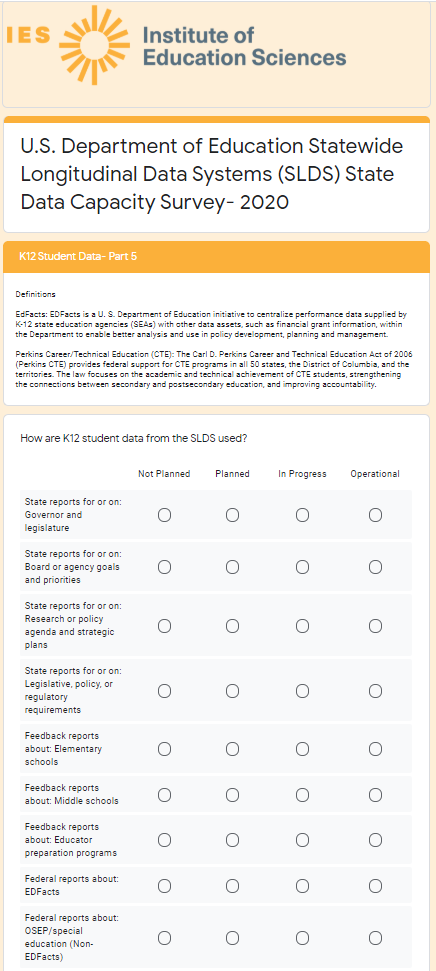 IES
Institute of
Education Sciences
U.S. Department of Education Statewide
Longitudinal Data Systems (SLDS) State
Data Capacity Survey- 2020
K12 Student Data- Part 5
Definitions
EdFacts: EDFacts is a U. S. Department of Education initiative to centralize performance data supplied by
K-12 state education agencies (SEAs) with other data assets, such as financial grant information, within
the Department to enable better analysis and use in policy development, planning and management.
Perkins Career/Technical Education (CTE): The Carl D. Perkins Career and Technical Education Act of 2006
(Perkins CTE) provides federal support for CTE programs in all 50 states, the District of Columbia, and the
territories. The law focuses on the academic and technical achievement of CTE students, strengthening
the connections between secondary and postsecondary education, and improving accountability.
How are K12 student data from the SLDS used?
Not Planned Planned In Progress Operational
State reports for or on:
Governor and
legislature
State reports for or on:
Board or agency goals
and priorities
State reports for or on:
Research or policy
agenda and strategic
plans
State reports for or on:
Legislative, policy, or
regulatory
requirements
Feedback reports
about: Elementary
schools
Feedback reports
about: Middle schools
Feedback reports
about: Educator
preparation programs
Federal reports about:
EDFacts
Federal reports about:
OSEP/special
education (Non-
EDFacts)